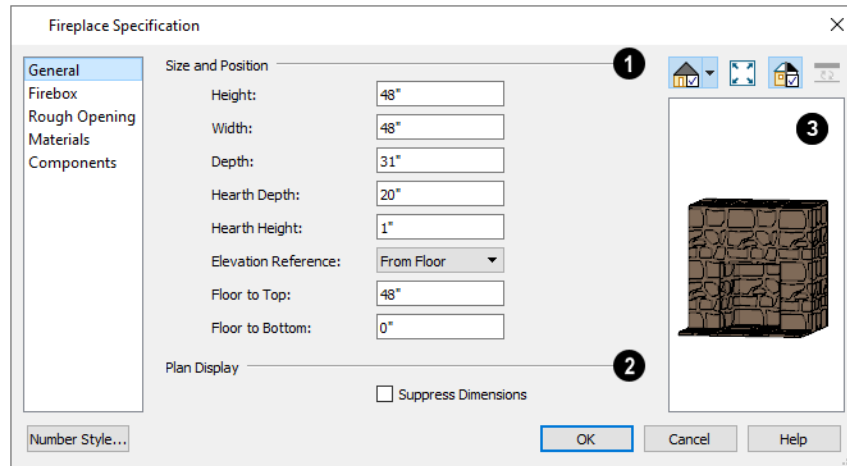 Fireplace Specification
General
Firebox
Rough Opening
Materials
Components
Size and Position
1
Height: 48"
Width: 48"
Depth: 31"
Hearth Depth: 20"
Hearth Height: 1"
Elevation Reference: From Floor
Floor to Top: 48"
Floor to Bottom: 0"
Plan Display
2
Suppress Dimensions
3
Number Style...
OK
Cancel
Help